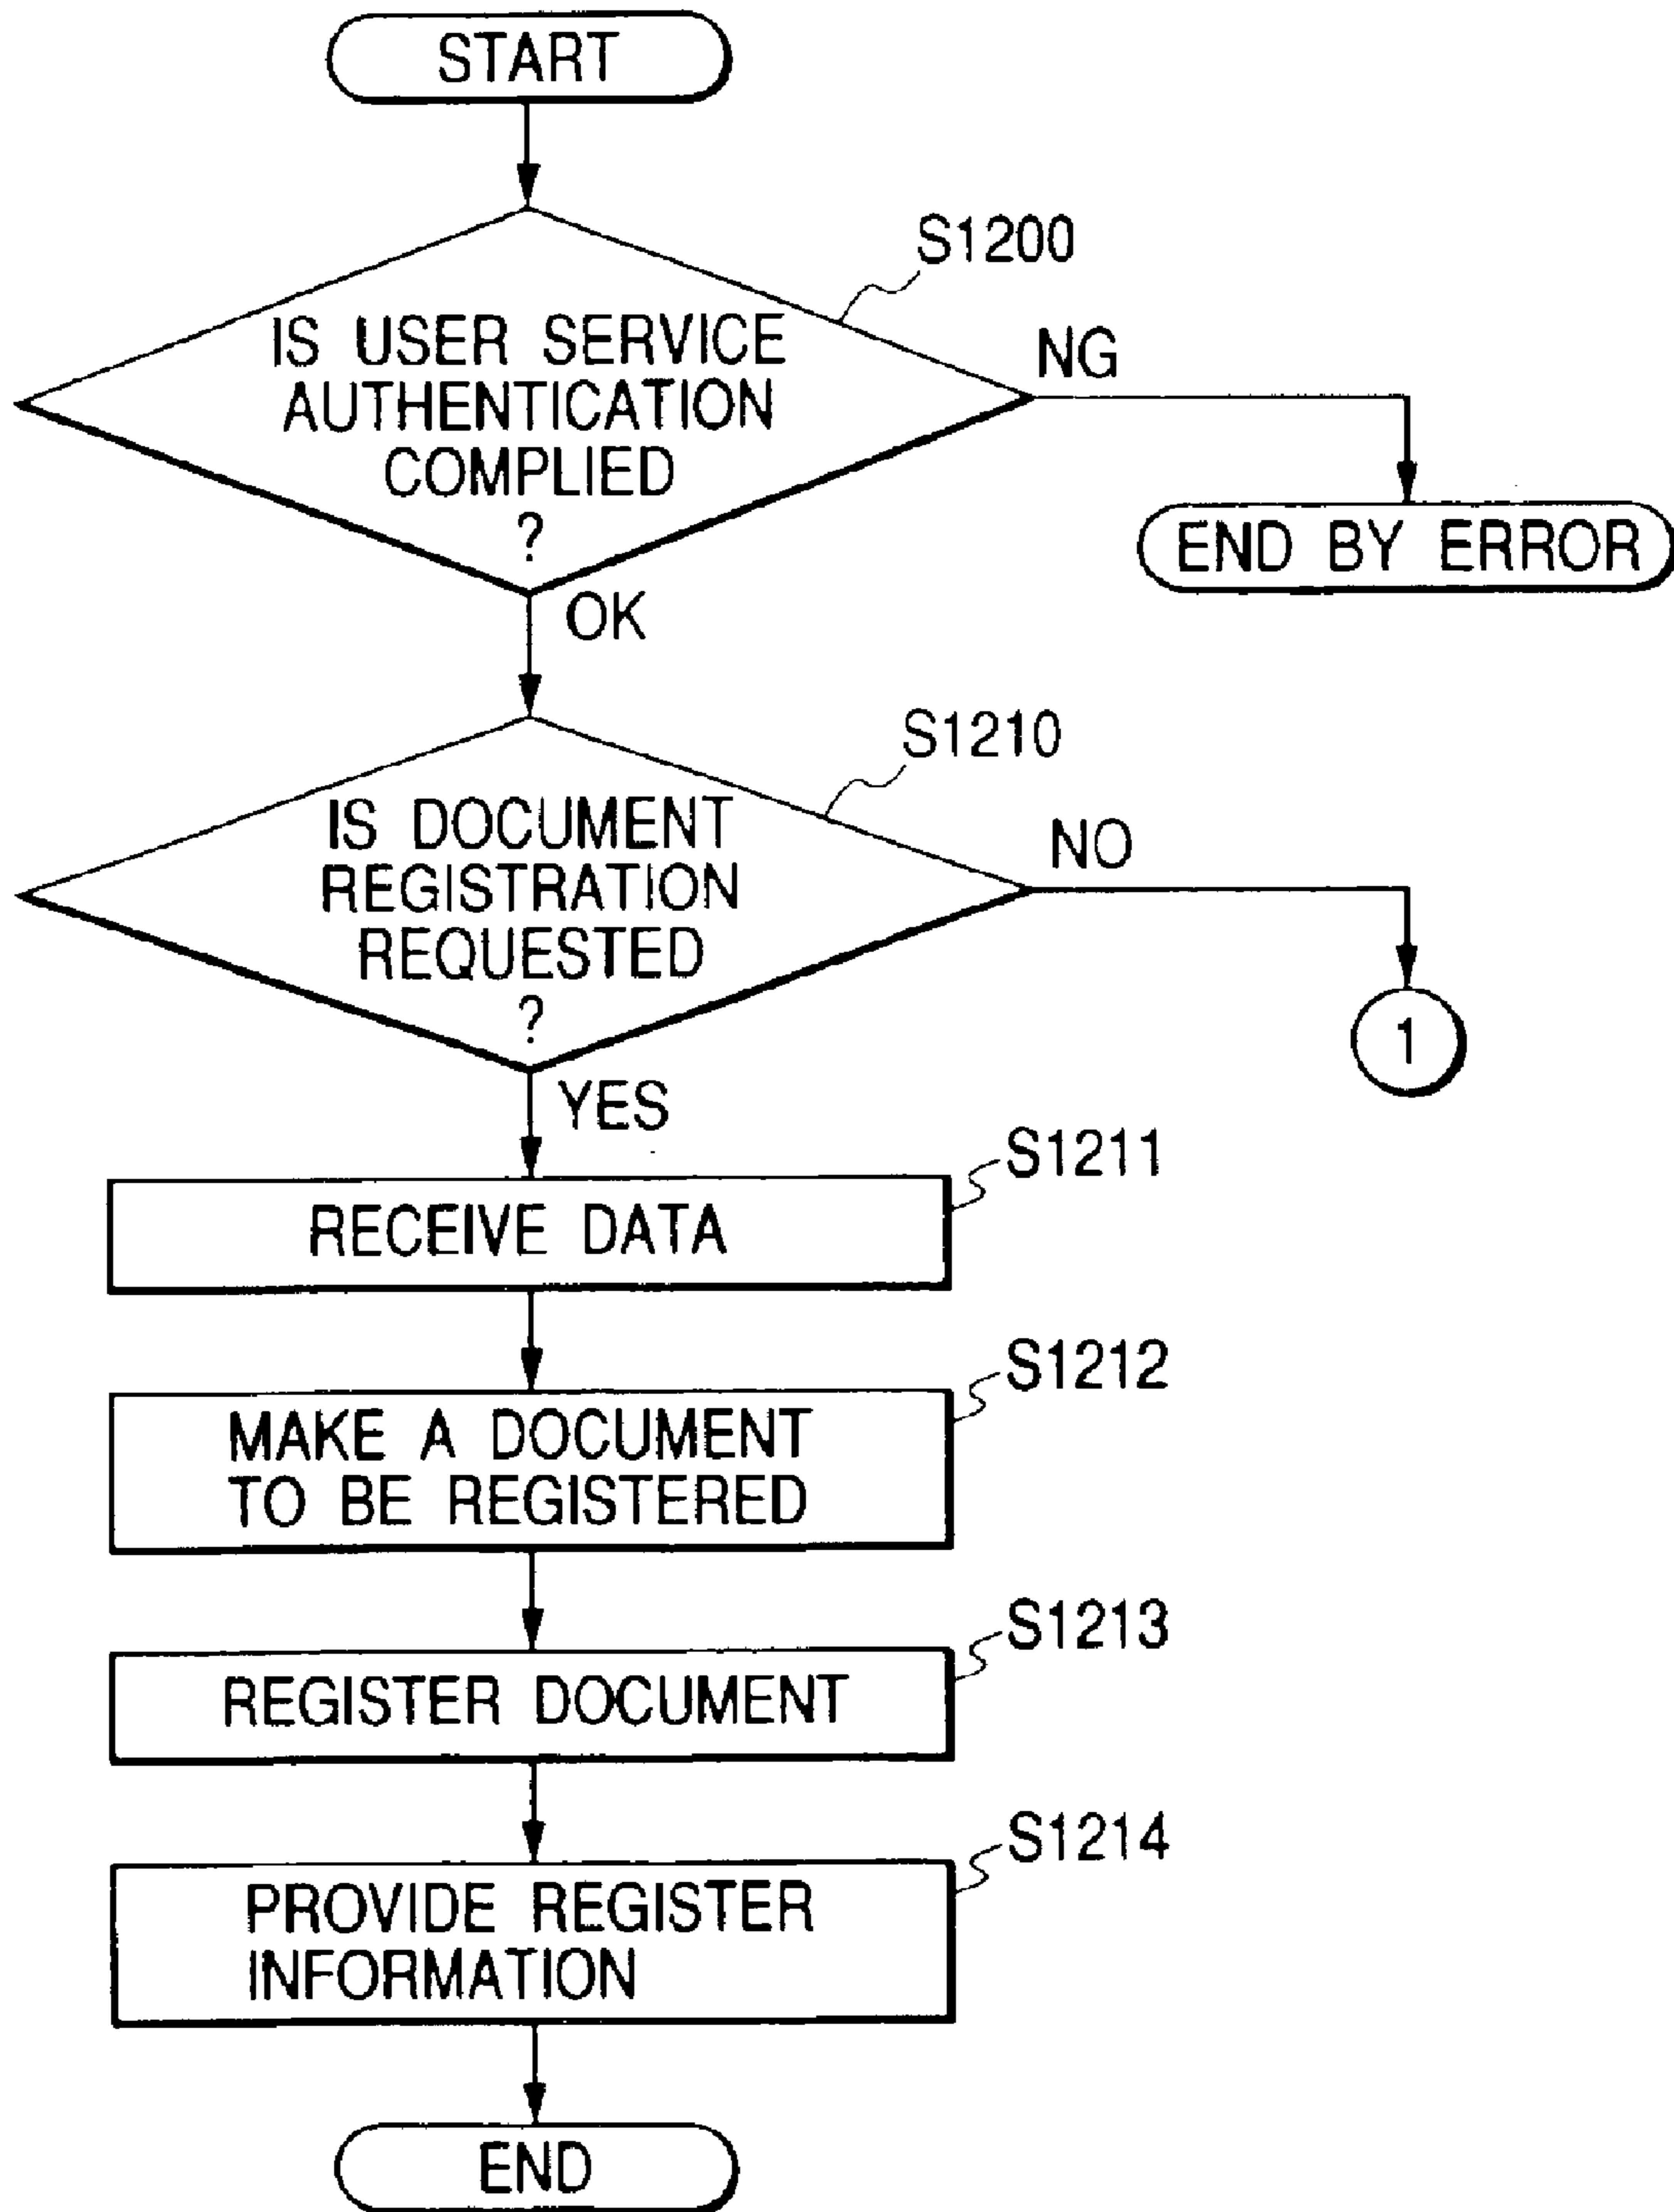 START
S1200
IS USER SERVICE
AUTHENTICATION
COMPLIED
?
NG
END BY ERROR
OK
S1210
IS DOCUMENT
REGISTRATION
REQUESTED
?
NO
1
YES
S1211
RECEIVE DATA
S1212
MAKE A DOCUMENT
TO BE REGISTERED
S1213
REGISTER DOCUMENT
S1214
PROVIDE REGISTER
INFORMATION
END